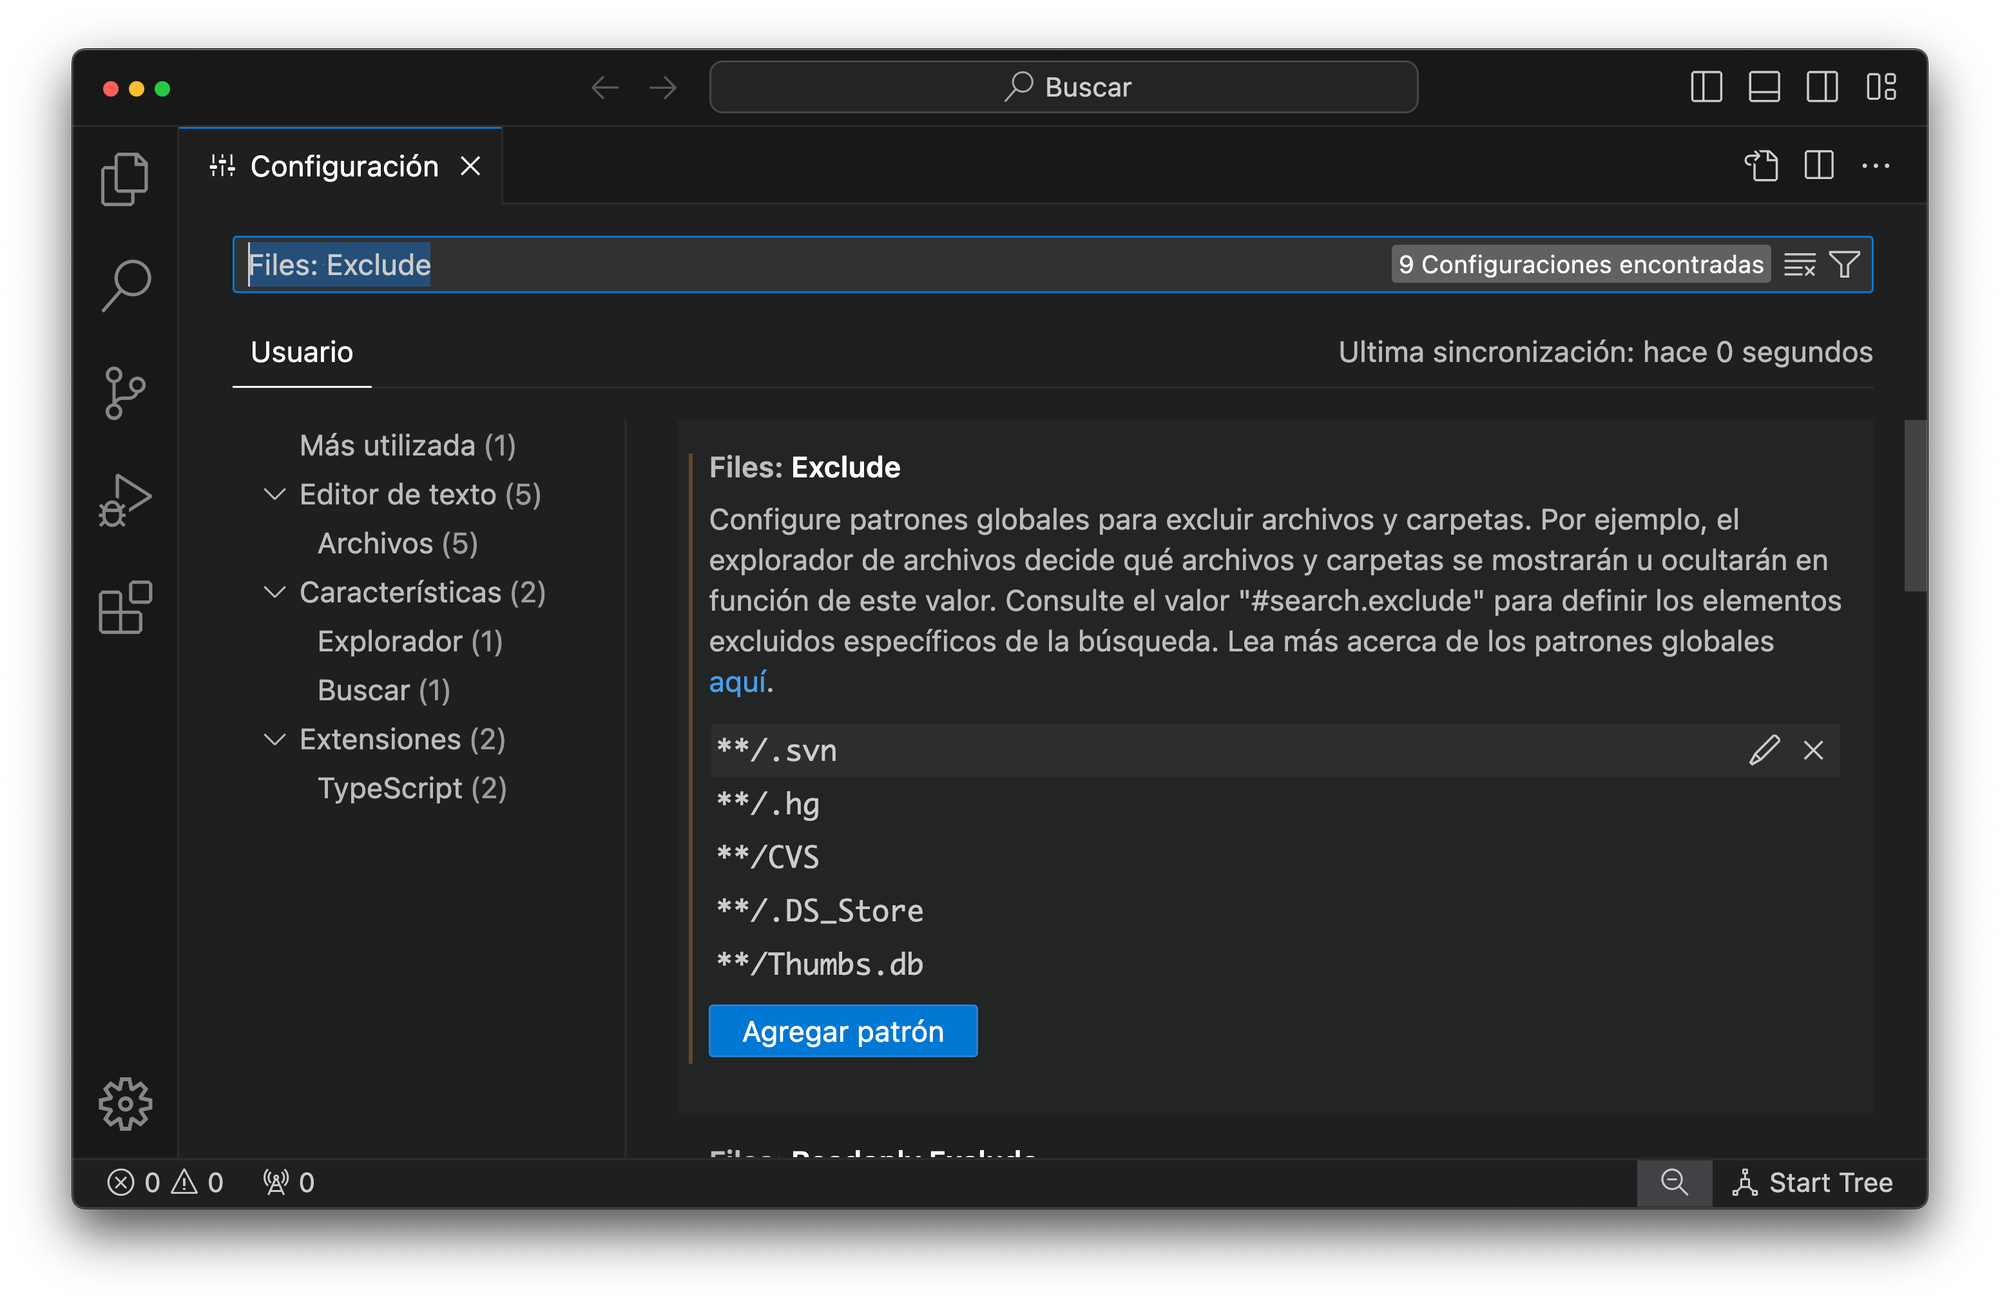 Buscar
Configuración
Files: Exclude
9 Configuraciones encontradas
Usuario
Ultima sincronización: hace 0 segundos
Más utilizada (1)
Editor de texto (5)
Archivos (5)
Características (2)
Explorador (1)
Buscar (1)
Extensiones (2)
TypeScript (2)
Files: Exclude
Configure patrones globales para excluir archivos y carpetas. Por ejemplo, el
explorador de archivos decide qué archivos y carpetas se mostrarán u ocultarán en
función de este valor. Consulte el valor "#search.exclude" para definir los elementos
excluidos específicos de la búsqueda. Lea más acerca de los patrones globales
aquí.
**/.svn
**/.hg
**/CVS
**/.DS_Store
**/Thumbs.db
Agregar patrón
Files: Readonly Exclude
0 0 0
Start Tree